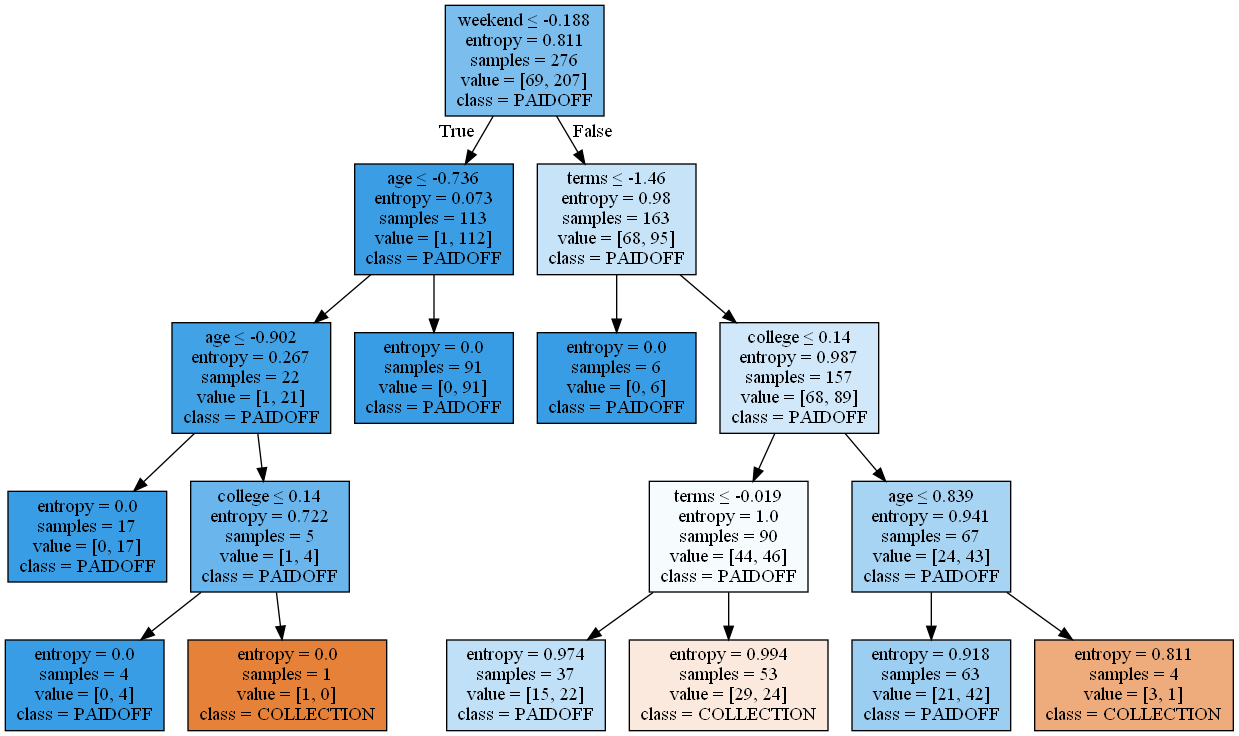 weekend ≤ -0.188
entropy = 0.811
samples = 276
value = [69, 207]
class = PAIDOFF
True
False
age ≤ -0.736
entropy = 0.073
samples = 113
value = [1, 112]
class = PAIDOFF
terms ≤ -1.46
entropy = 0.98
samples = 163
value = [68, 95]
class = PAIDOFF
age ≤ -0.902
entropy = 0.267
samples = 22
value = [1, 21]
class = PAIDOFF
entropy = 0.0
samples = 91
value = [0, 91]
class = PAIDOFF
entropy = 0.0
samples = 6
value = [0, 6]
class = PAIDOFF
college ≤ 0.14
entropy = 0.987
samples = 157
value = [68, 89]
class = PAIDOFF
entropy = 0.0
samples = 17
value = [0, 17]
class = PAIDOFF
college ≤ 0.14
entropy = 0.722
samples = 5
value = [1, 4]
class = PAIDOFF
terms ≤ -0.019
entropy = 1.0
samples = 90
value = [44, 46]
class = PAIDOFF
age ≤ 0.839
entropy = 0.941
samples = 67
value = [24, 43]
class = PAIDOFF
entropy = 0.0
samples = 4
value = [0, 4]
class = PAIDOFF
entropy = 0.0
samples = 1
value = [1, 0]
class = COLLECTION
entropy = 0.974
samples = 37
value = [15, 22]
class = PAIDOFF
entropy = 0.994
samples = 53
value = [29, 24]
class = COLLECTION
entropy = 0.918
samples = 63
value = [21, 42]
class = PAIDOFF
entropy = 0.811
samples = 4
value = [3, 1]
class = COLLECTION